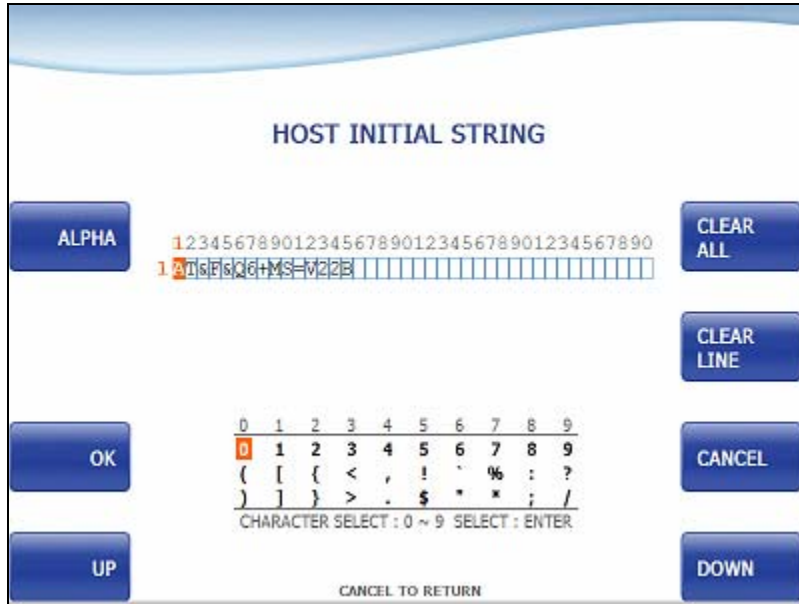 HOST INITIAL STRING
ALPHA
CLEAR ALL
1234567890123456789012345678901234567890
1 AT&F&Q6+MS=V22B
CLEAR LINE
0 1 2 3 4 5 6 7 8 9
0 1 2 3 4 5 6 7 8 9
( [ { < , ! ` % : ?
) ] } > . $ " * ; /
CHARACTER SELECT : 0 ~ 9 SELECT : ENTER
OK
CANCEL
UP
DOWN
CANCEL TO RETURN